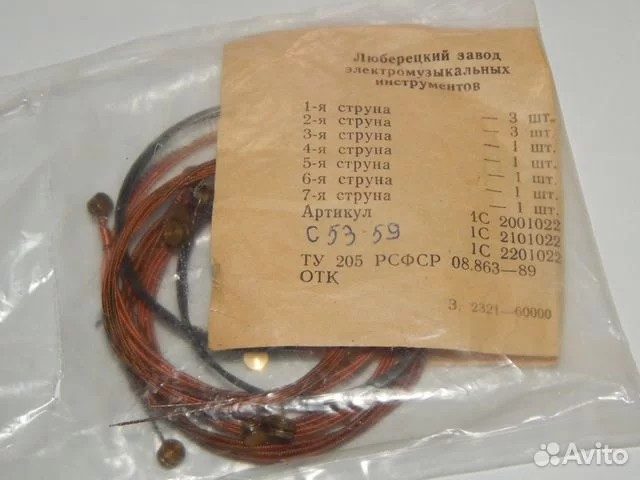 Люберецкий завод
электромузыкальных
инструментов
1-я струна — 3 шт.
2-я струна — 3 шт.
3-я струна — 1 шт.
4-я струна — 1 шт.
5-я струна — 1 шт.
6-я струна — 1 шт.
7-я струна — 1 шт.
Артикул 1С 2001022
С 53-59 1С 2101022
1С 2201022
ТУ 205 РСФСР 08.863—89
ОТК
З. 2321—60000
Avito